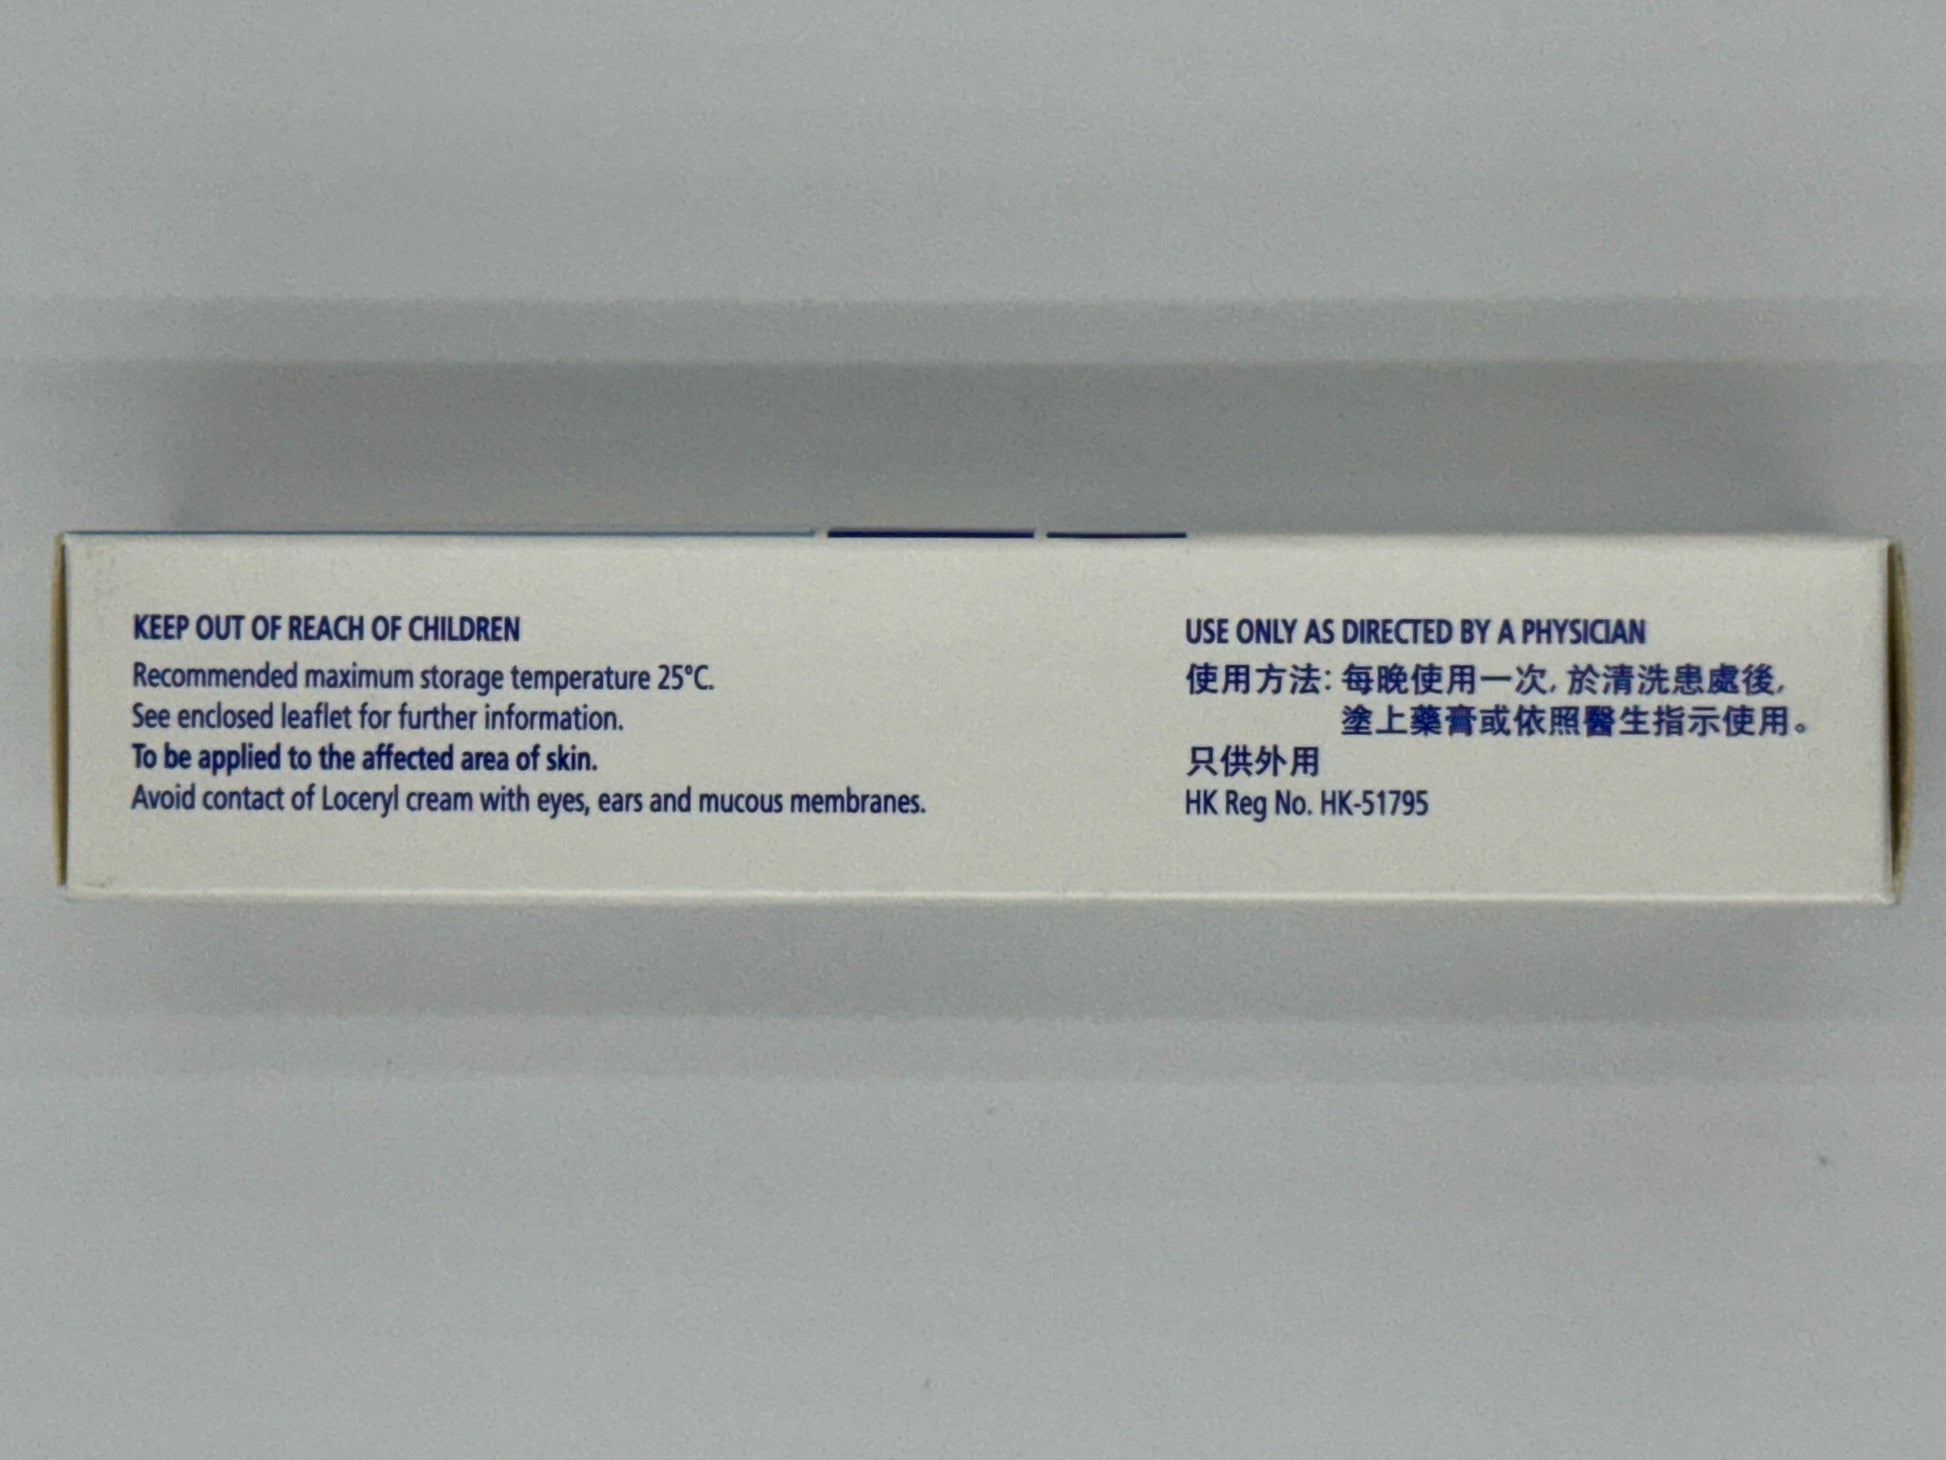 KEEP OUT OF REACH OF CHILDREN
Recommended maximum storage temperature 25°C.
See enclosed leaflet for further information.
To be applied to the affected area of skin.
Avoid contact of Loceryl cream with eyes, ears and mucous membranes.
USE ONLY AS DIRECTED BY A PHYSICIAN
使用方法: 每晚使用一次, 於清洗患處後,
塗上藥膏或依照醫生指示使用。
只供外用
HK Reg No. HK-51795